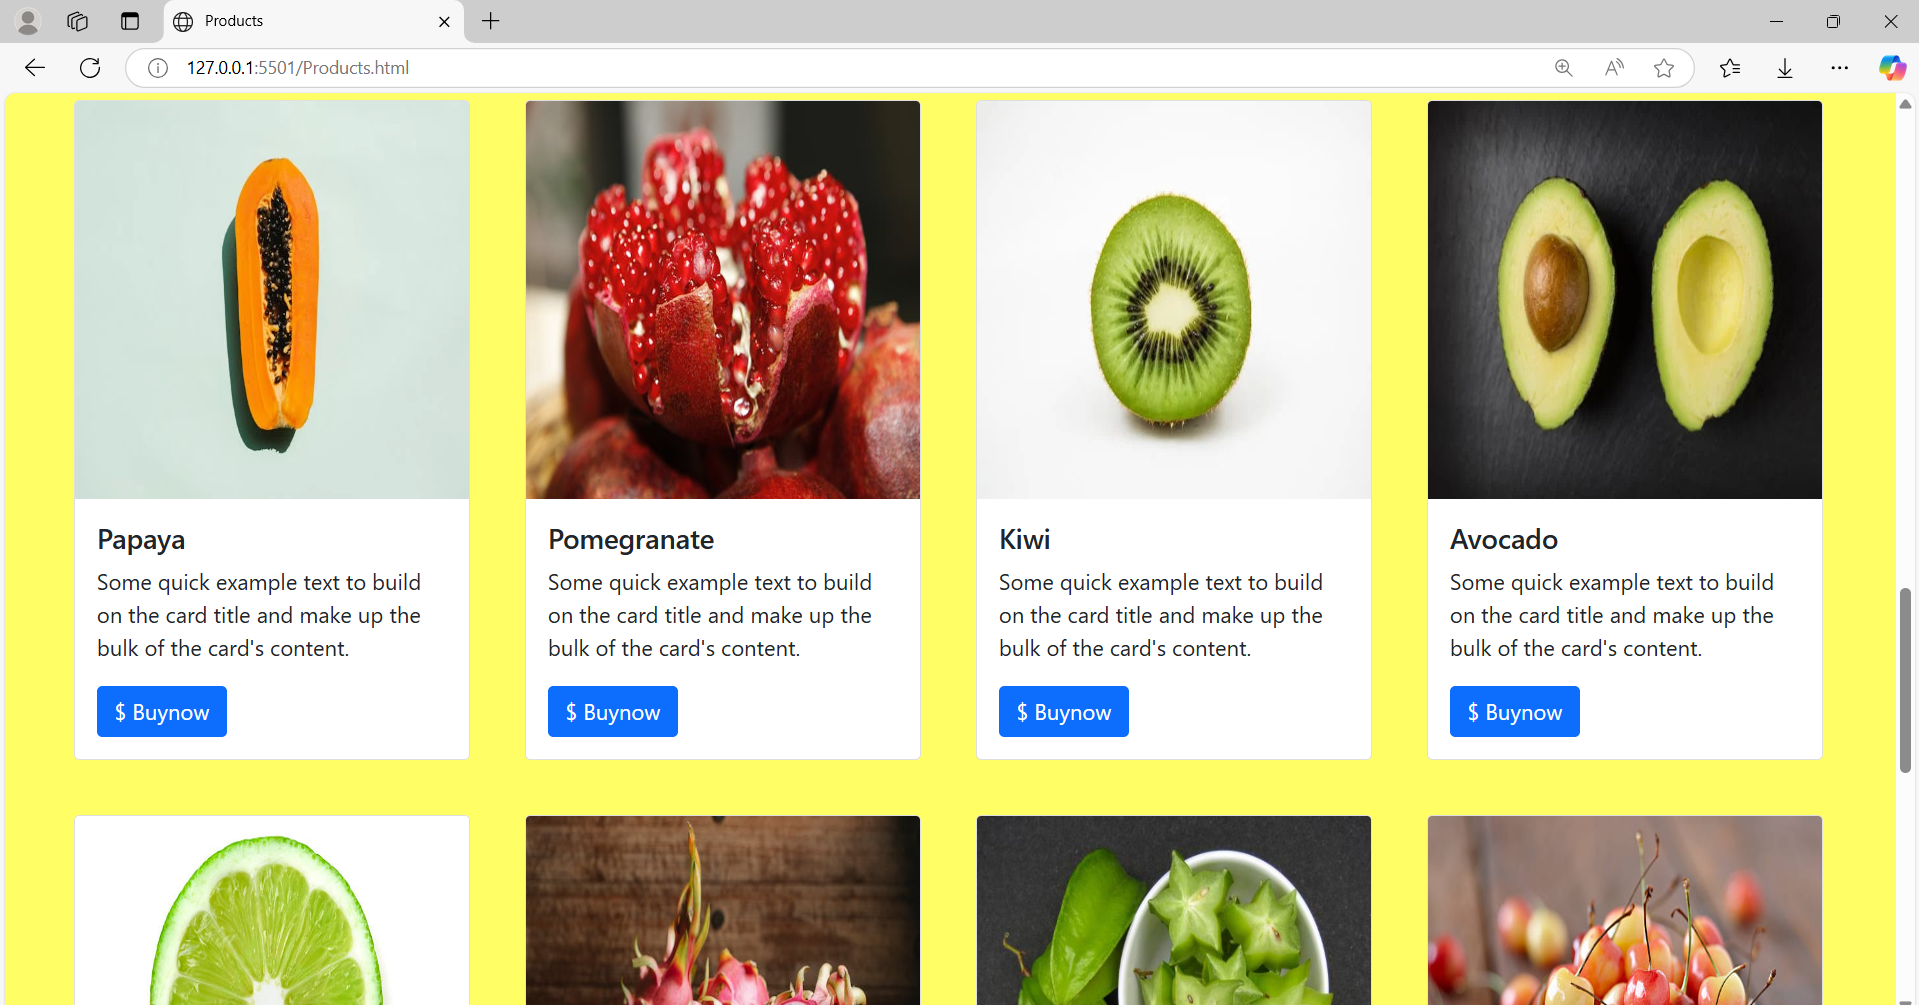 Products
127.0.0.1:5501/Products.html
Papaya
Some quick example text to build
on the card title and make up the
bulk of the card's content.
$ Buynow
Pomegranate
Some quick example text to build
on the card title and make up the
bulk of the card's content.
$ Buynow
Kiwi
Some quick example text to build
on the card title and make up the
bulk of the card's content.
$ Buynow
Avocado
Some quick example text to build
on the card title and make up the
bulk of the card's content.
$ Buynow